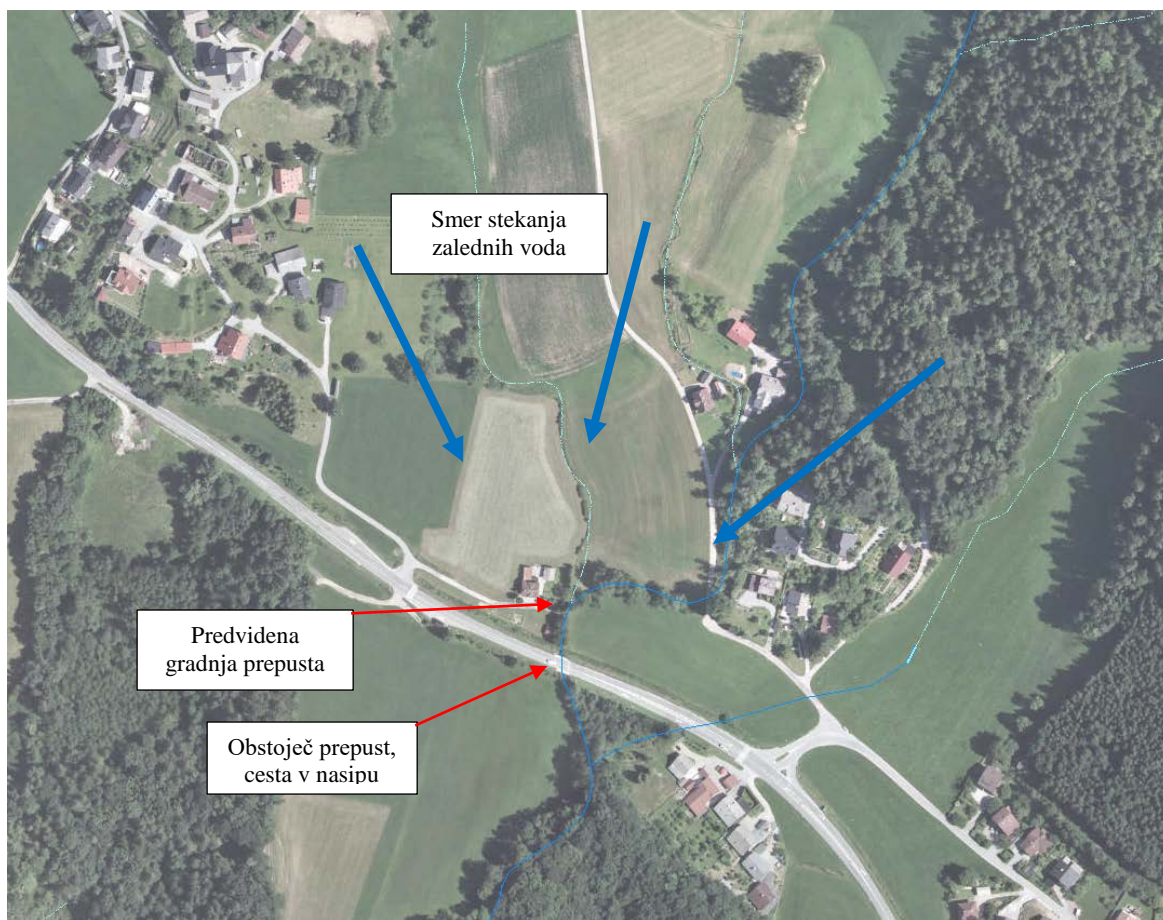 Smer stekanja
zalednih voda
Predvidena
gradnja prepusta
Obstoječ prepust,
cesta v nasipu